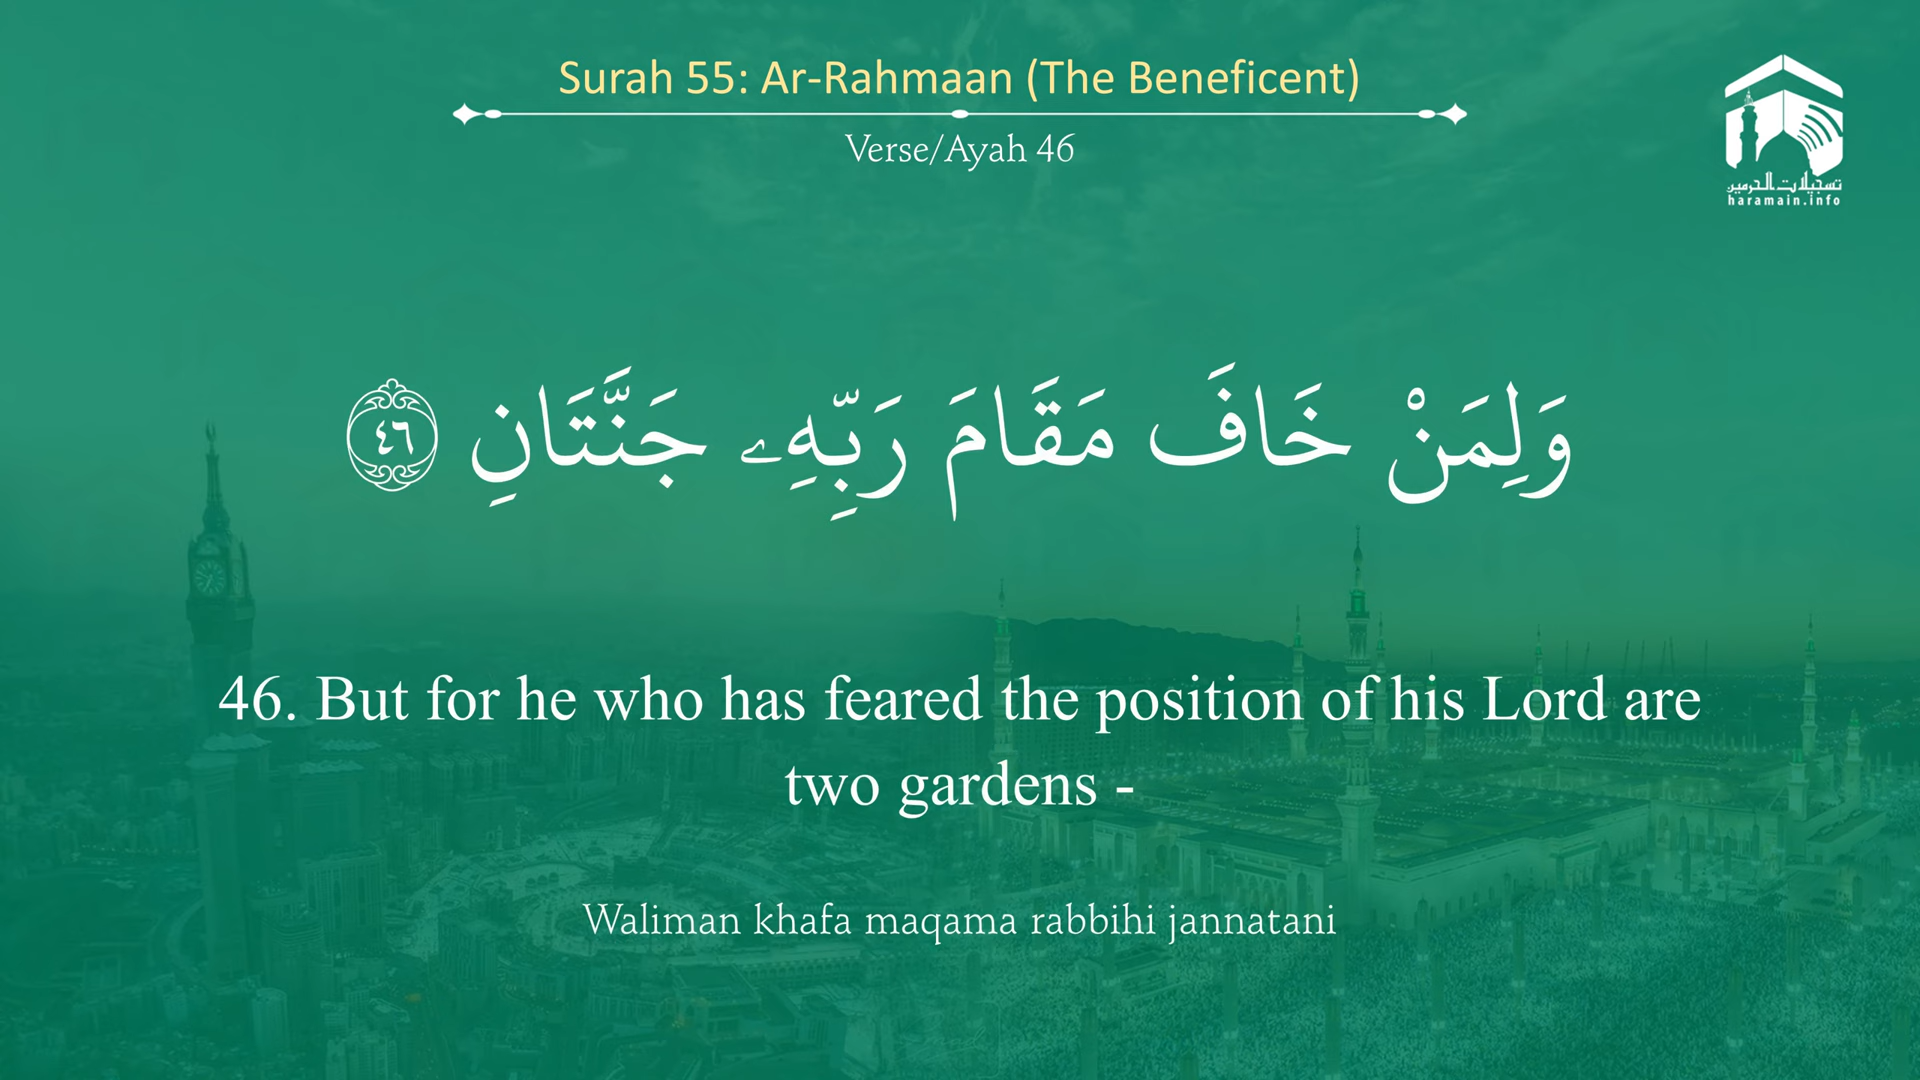 Surah 55: Ar-Rahmaan (The Beneficent)
Verse/Ayah 46
تسجيلات الحرمين
haramain.info
وَلِمَنْ خَافَ مَقَامَ رَبِّهِۦ جَنَّتَانِ ٤٦
46. But for he who has feared the position of his Lord are
two gardens -
Waliman khafa maqama rabbihi jannatani